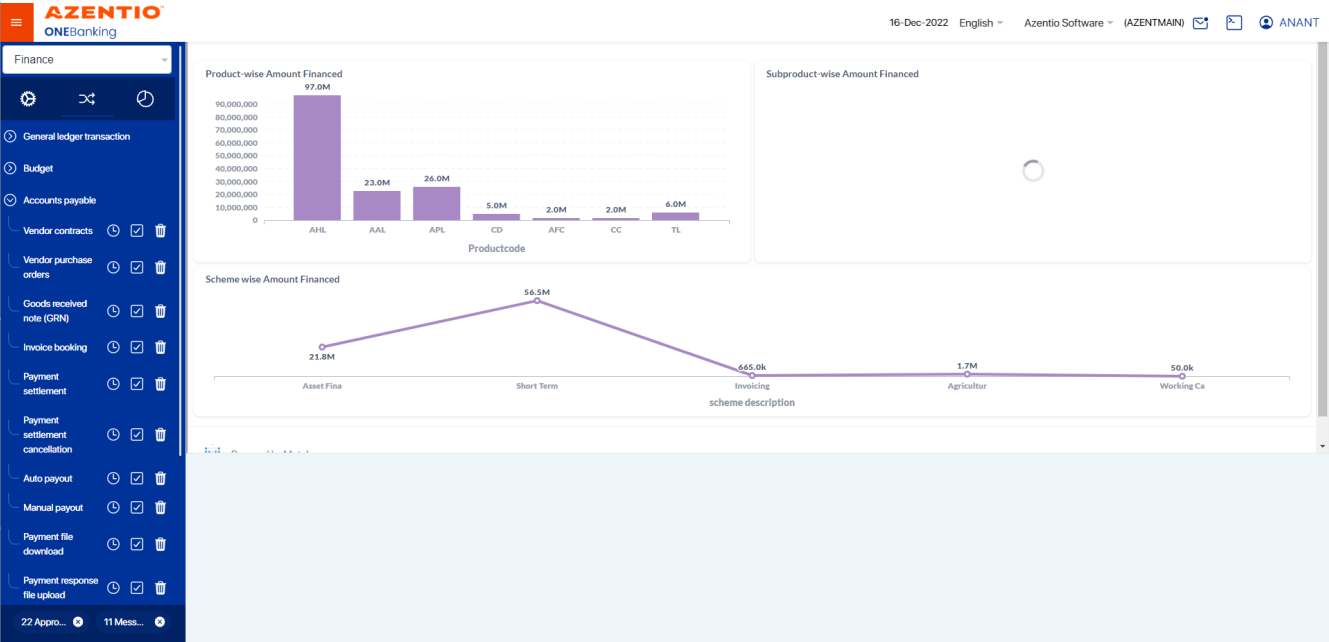 AZENTIO
ONEBanking
16-Dec-2022 English Azentio Software (AZENTMAIN) ANANT
Finance
General ledger transaction
Budget
Accounts payable
Vendor contracts
Vendor purchase
orders
Goods received
note (GRN)
Invoice booking
Payment
settlement
Payment
settlement
cancellation
Auto payout
Manual payout
Payment file
download
Payment response
file upload
22 Appro... 11 Mess...
Product-wise Amount Financed
97.0M
90,000,000
80,000,000
70,000,000
60,000,000
50,000,000
40,000,000
30,000,000
20,000,000
10,000,000
0
23.0M
26.0M
5.0M
2.0M
2.0M
6.0M
AHL AAL APL CD AFC CC TL
Productcode
Subproduct-wise Amount Financed
Scheme wise Amount Financed
56.5M
21.8M
665.0k
1.7M
50.0k
Asset Fina Short Term Invoicing Agricultur Working Ca
scheme description